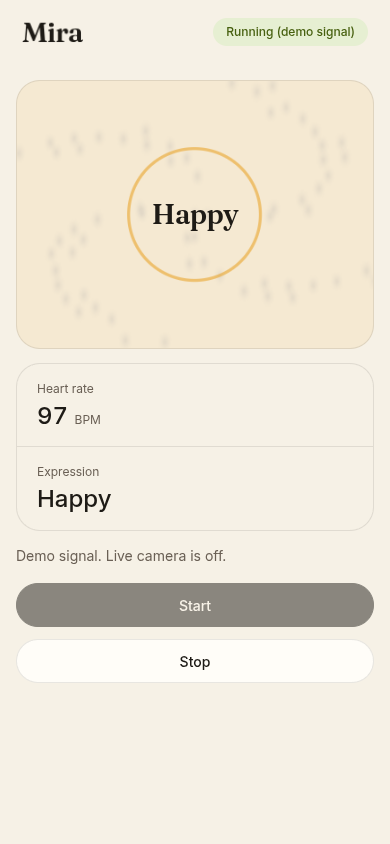 Mira
Running (demo signal)
Happy
Heart rate
97 BPM
Expression
Happy
Demo signal. Live camera is off.
Start
Stop